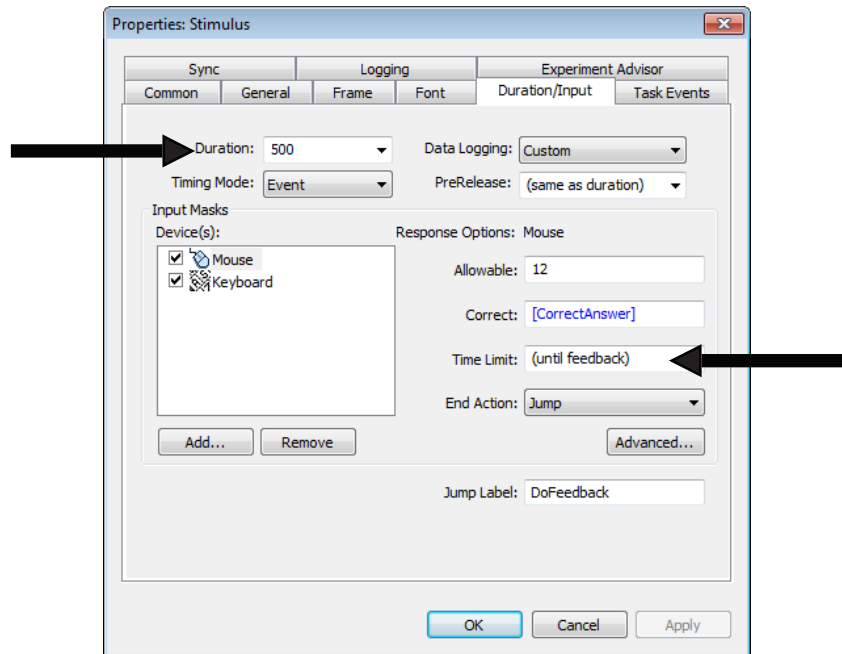 Properties: Stimulus
Sync Logging Experiment Advisor
Common General Frame Font Duration/Input Task Events
Duration: 500 Data Logging: Custom
Timing Mode: Event PreRelease: (same as duration)
Input Masks
Device(s): Response Options: Mouse
Mouse
Allowable: 12
Keyboard
Correct: [CorrectAnswer]
Time Limit: (until feedback)
End Action: Jump
Add... Remove Advanced...
Jump Label: DoFeedback
OK Cancel Apply